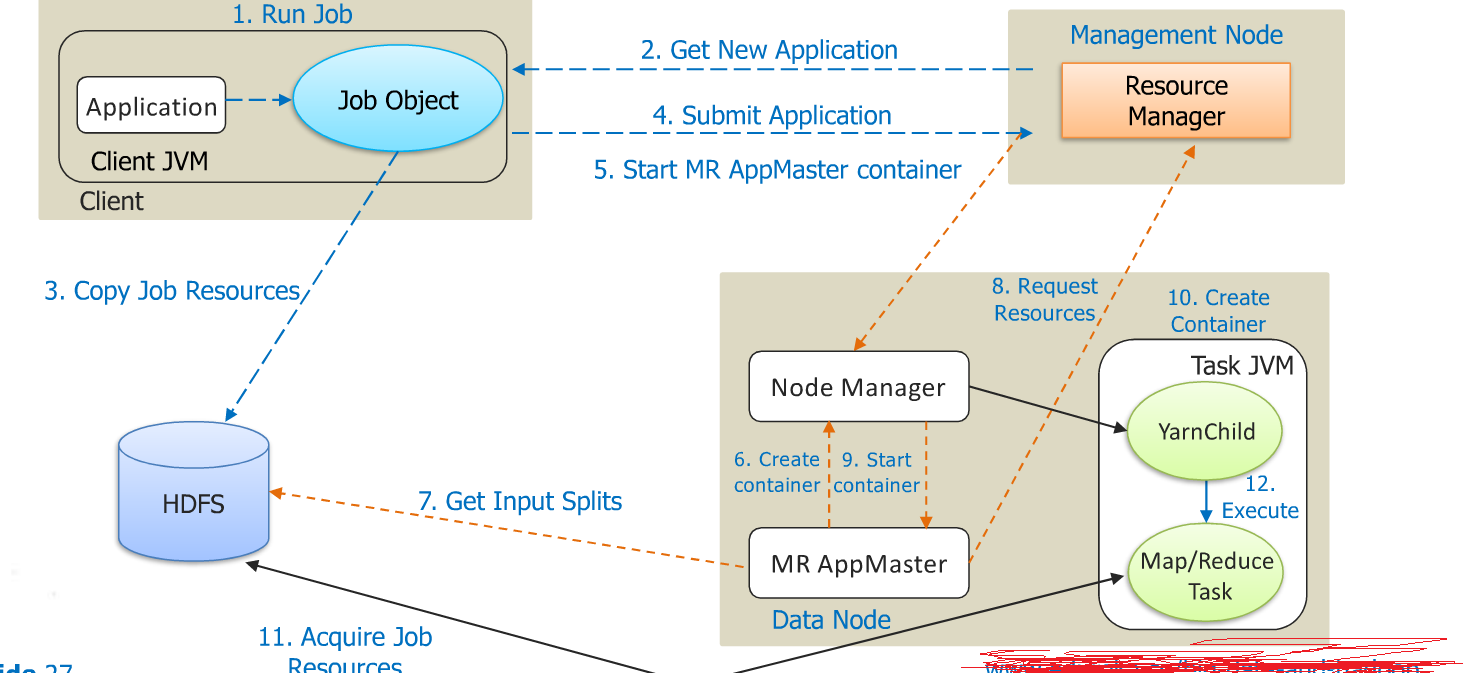 1. Run Job
Application
Job Object
Client JVM
Client
2. Get New Application
4. Submit Application
5. Start MR AppMaster container
Management Node
Resource
Manager
3. Copy Job Resources
HDFS
7. Get Input Splits
8. Request
Resources
10. Create
Container
Node Manager
Task JVM
YarnChild
6. Create
container
9. Start
container
12.
Execute
MR AppMaster
Map/Reduce
Task
Data Node
11. Acquire Job
Resources
27